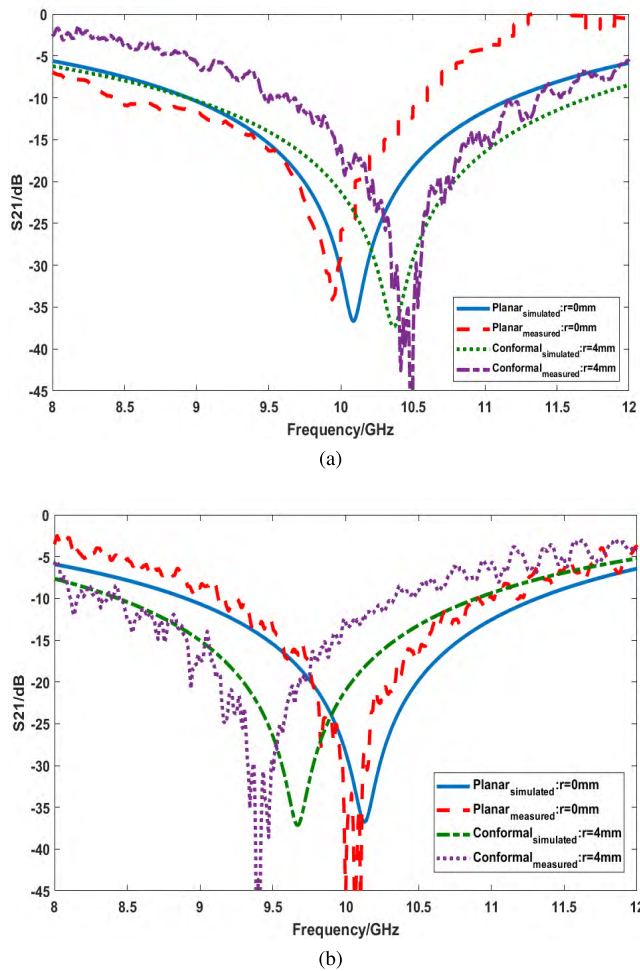 0
-5
-10
-15
-20
-25
-30
-35
-40
-45
S21/dB
8 8.5 9 9.5 10 10.5 11 11.5 12
Frequency/GHz
Planarsimulated:r=0mm
Planarmeasured:r=0mm
Conformalsimulated:r=4mm
Conformalmeasured:r=4mm
(a)
0
-5
-10
-15
-20
-25
-30
-35
-40
-45
S21/dB
8 8.5 9 9.5 10 10.5 11 11.5 12
Frequency/GHz
Planarsimulated:r=0mm
Planarmeasured:r=0mm
Conformalsimulated:r=4mm
Conformalmeasured:r=4mm
(b)